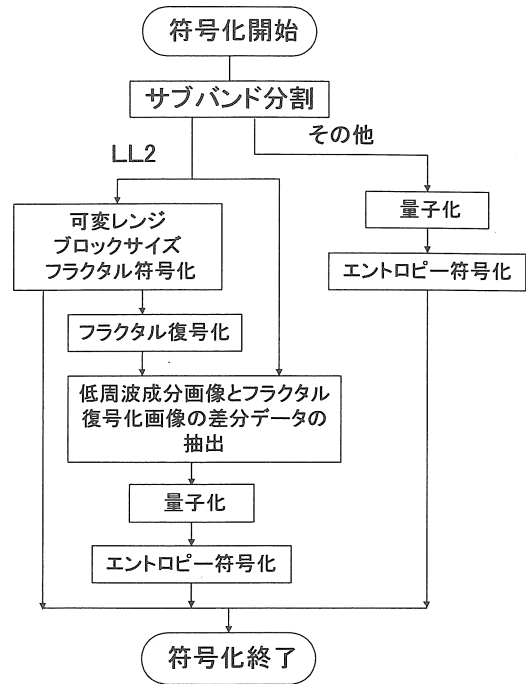 符号化開始
サブバンド分割
LL2
その他
可変レンジ
ブロックサイズ
フラクタル符号化
量子化
エントロピー符号化
フラクタル復号化
低周波成分画像とフラクタル
復号化画像の差分データの
抽出
量子化
エントロピー符号化
符号化終了